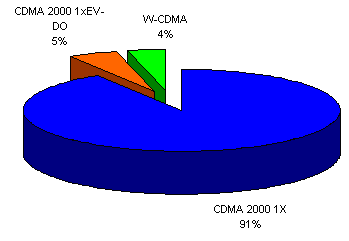 CDMA 2000 1xEV-
DO
5%
W-CDMA
4%
CDMA 2000 1X
91%